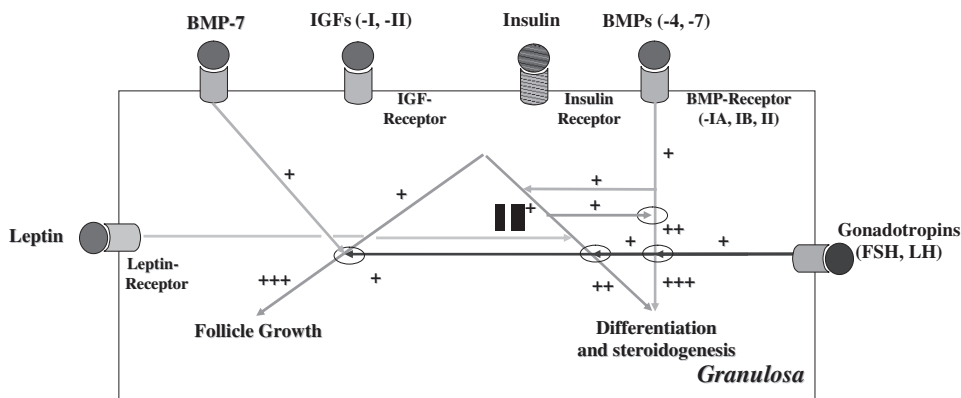 BMP-7
IGFs (-I, -II)
Insulin
BMPs (-4, -7)
IGF-
Receptor
Insulin
Receptor
BMP-Receptor
(-IA, IB, II)
+
+
+
+
+
+
++
Leptin
Leptin-
Receptor
+
+
Gonadotropins
(FSH, LH)
+++
+
++
+++
Follicle Growth
Differentiation
and steroidogenesis
Granulosa